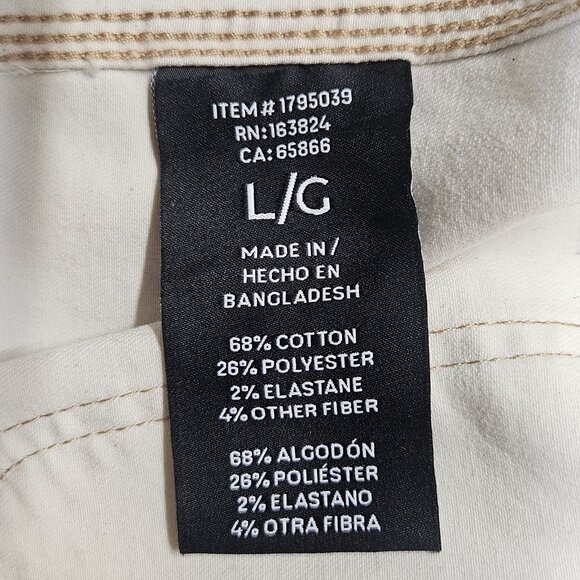 ITEM# 1795039
RN:163824
CA:65866
L/G
MADE IN/
HECHO EN
BANGLADESH
68% COTTON
26% POLYESTER
2% ELASTANE
4% OTHER FIBER
68% ALGODÓN
26% POLIÉSTER
2% ELASTANO
4% OTRA FIBRA